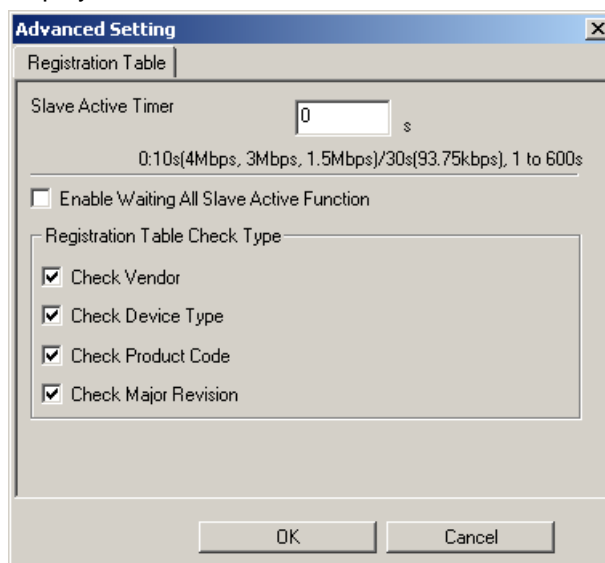 Advanced Setting
Registration Table
Slave Active Timer
0
s
0:10s(4Mbps, 3Mbps, 1.5Mbps)/30s(93.75kbps), 1 to 600s
Enable Waiting All Slave Active Function
Registration Table Check Type
Check Vendor
Check Device Type
Check Product Code
Check Major Revision
OK
Cancel